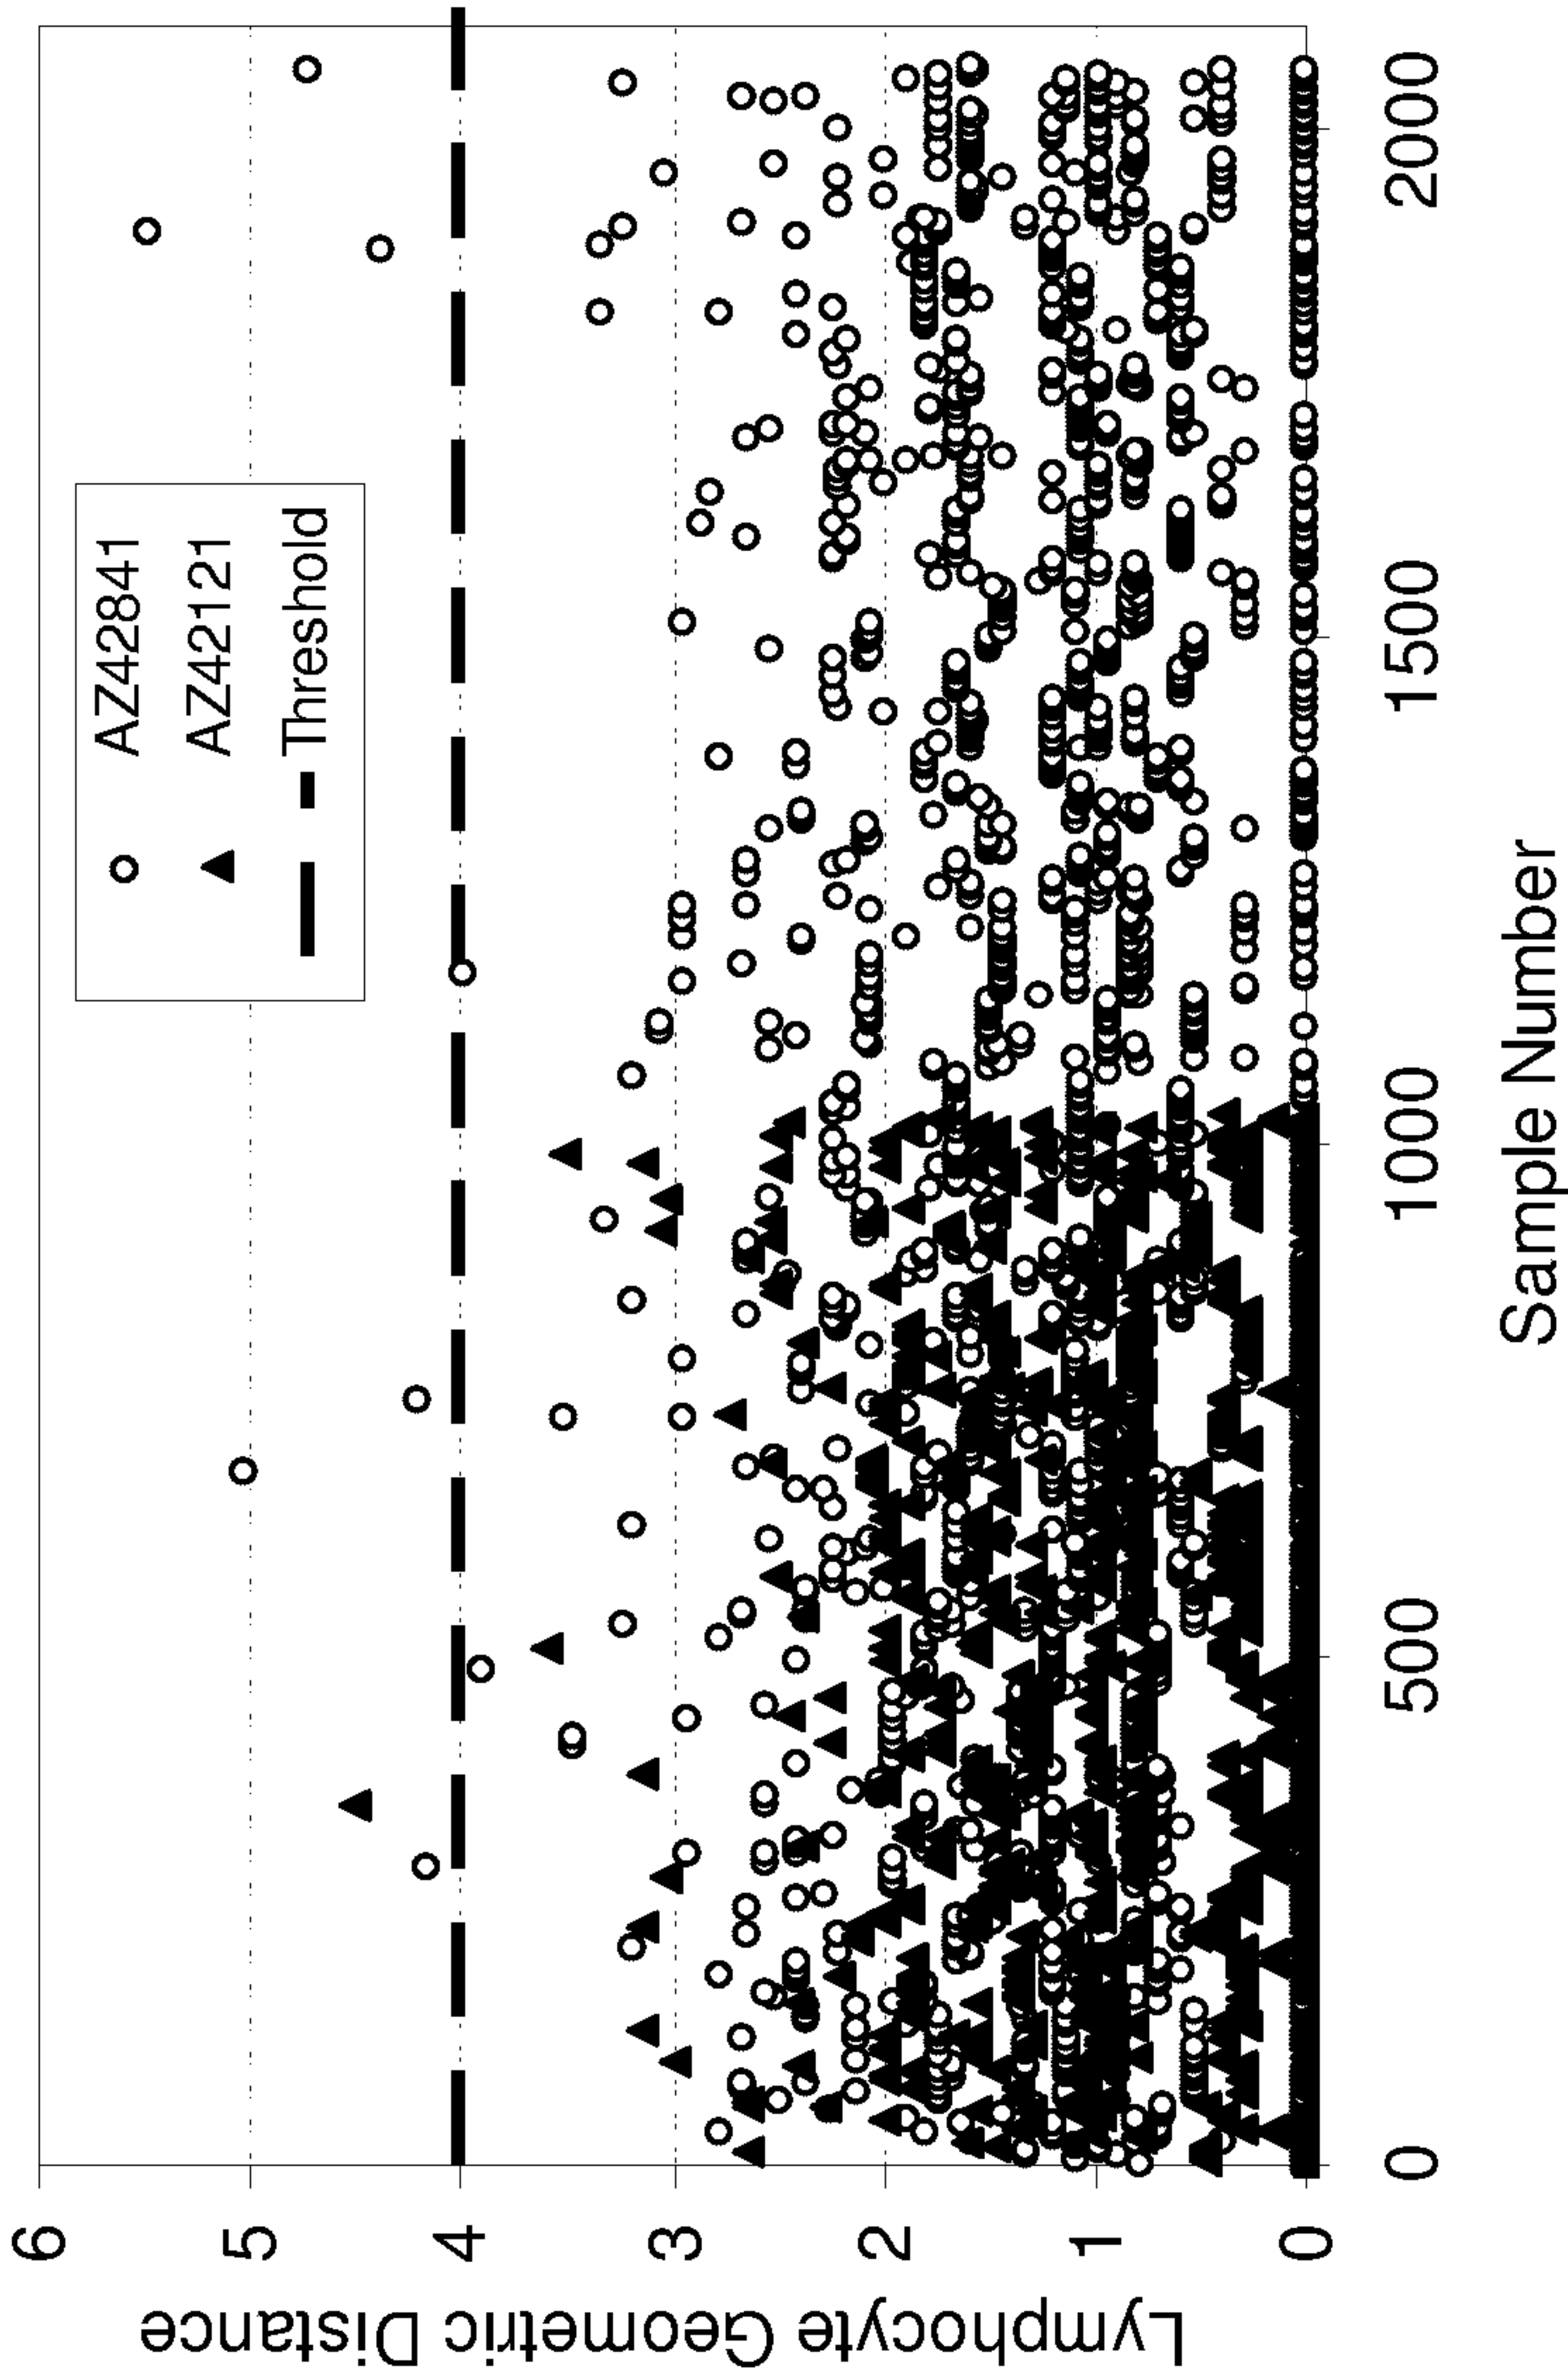 AZ42841
AZ42121
Threshold
6
5
4
3
2
1
0
0
500
1000
1500
2000
Lymphocyte Geometric Distance
Sample Number